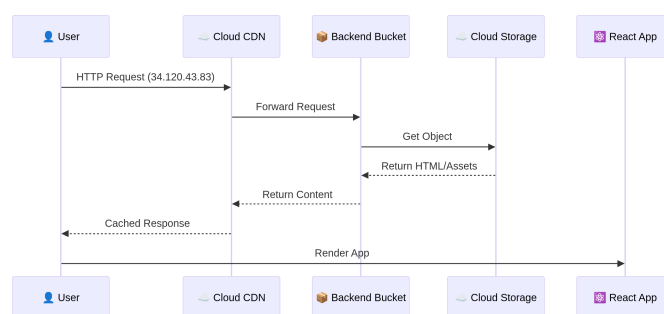 👤 User
☁️ Cloud CDN
📦 Backend Bucket
☁️ Cloud Storage
⚛️ React App
HTTP Request (34.120.43.83)
Forward Request
Get Object
Return HTML/Assets
Return Content
Cached Response
Render App
👤 User
☁️ Cloud CDN
📦 Backend Bucket
☁️ Cloud Storage
⚛️ React App